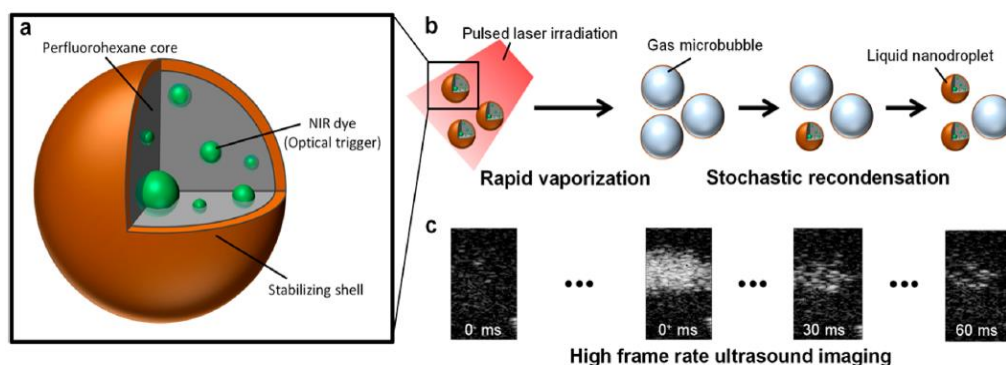 a
Perfluorohexane core
NIR dye
(Optical trigger)
Stabilizing shell
b
Pulsed laser irradiation
Gas microbubble
Liquid nanodroplet
Rapid vaporization
Stochastic recondensation
c
0⁻ ms
0⁺ ms
30 ms
60 ms
High frame rate ultrasound imaging